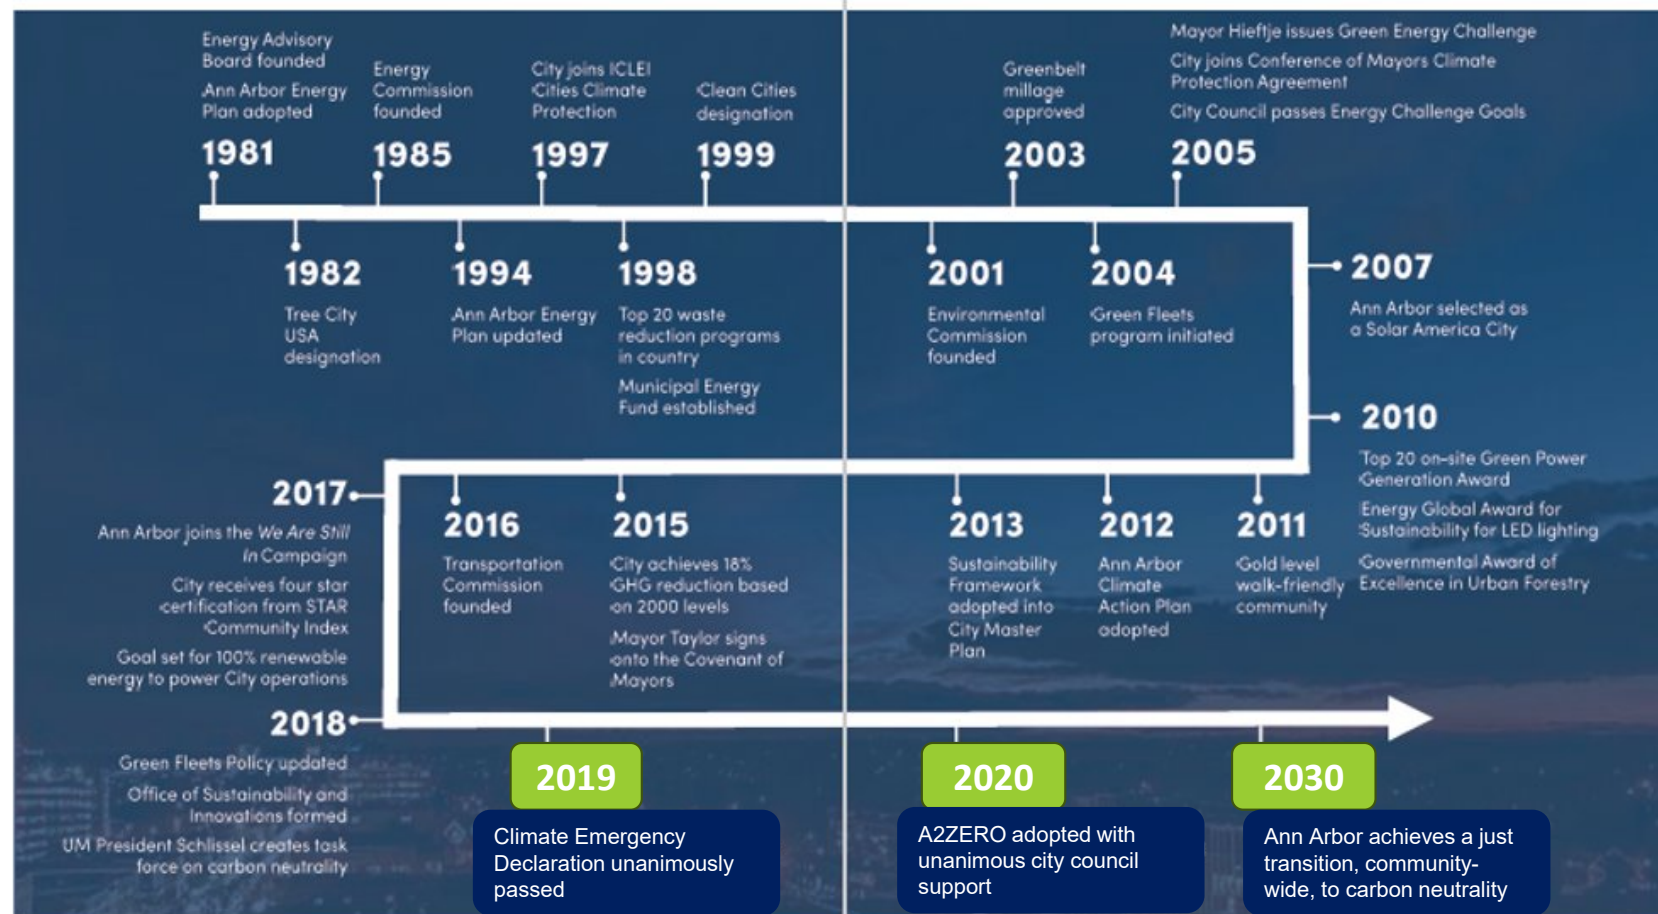 Energy Advisory
Board founded
Ann Arbor Energy
Plan adopted
1981
1982
Tree City
USA
designation
Energy
Commission
founded
1985
1994
Ann Arbor Energy
Plan updated
City joins ICLEI
Cities Climate
Protection
1997
1998
Top 20 waste
reduction programs
in country
Municipal Energy
Fund established
Clean Cities
designation
1999
2001
Environmental
Commission
founded
Greenbelt
millage
approved
2003
2004
Green Fleets
program initiated
Mayor Hieftje issues Green Energy Challenge
City joins Conference of Mayors Climate
Protection Agreement
City Council passes Energy Challenge Goals
2005
2007
Ann Arbor selected as
a Solar America City
2010
Top 20 on-site Green Power
Generation Award
Energy Global Award for
Sustainability for LED lighting
Governmental Award of
Excellence in Urban Forestry
2011
Gold level
walk-friendly
community
2012
Ann Arbor
Climate
Action Plan
adopted
2013
Sustainability
Framework
adopted into
City Master
Plan
2015
City achieves 18%
GHG reduction based
on 2000 levels
Mayor Taylor signs
onto the Covenant of
Mayors
2016
Transportation
Commission
founded
2017
Ann Arbor joins the We Are Still
In Campaign
City receives four star
certification from STAR
Community Index
Goal set for 100% renewable
energy to power City operations
2018
Green Fleets Policy updated
Office of Sustainability and
Innovations formed
UM President Schlissel creates task
force on carbon neutrality
2019
Climate Emergency
Declaration unanimously
passed
2020
A2ZERO adopted with
unanimous city council
support
2030
Ann Arbor achieves a just
transition, community-
wide, to carbon neutrality